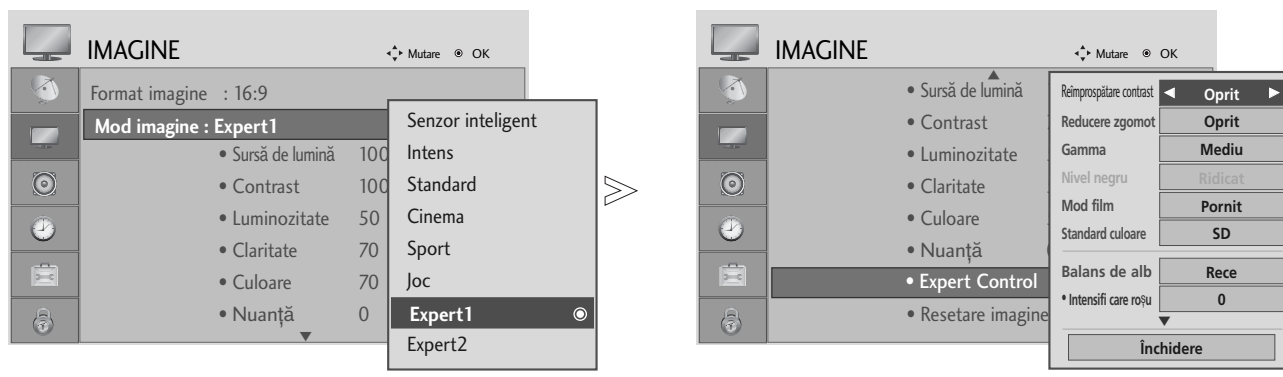 IMAGINE
Mutare OK
Format imagine : 16:9
Mod imagine : Expert1
• Sursă de lumină 100
• Contrast 100
• Luminozitate 50
• Claritate 70
• Culoare 70
• Nuanţă 0
Senzor inteligent
Intens
Standard
Cinema
Sport
Joc
Expert1
Expert2
IMAGINE
Mutare OK
• Sursă de lumină
• Contrast
• Luminozitate
• Claritate
• Culoare
• Nuanţă
• Expert Control
• Resetare imagine
Reîmprospătare contrast Oprit
Reducere zgomot Oprit
Gamma Mediu
Nivel negru Ridicat
Mod film Pornit
Standard culoare SD
Balans de alb Rece
• Intensifi care roşu 0
Închidere